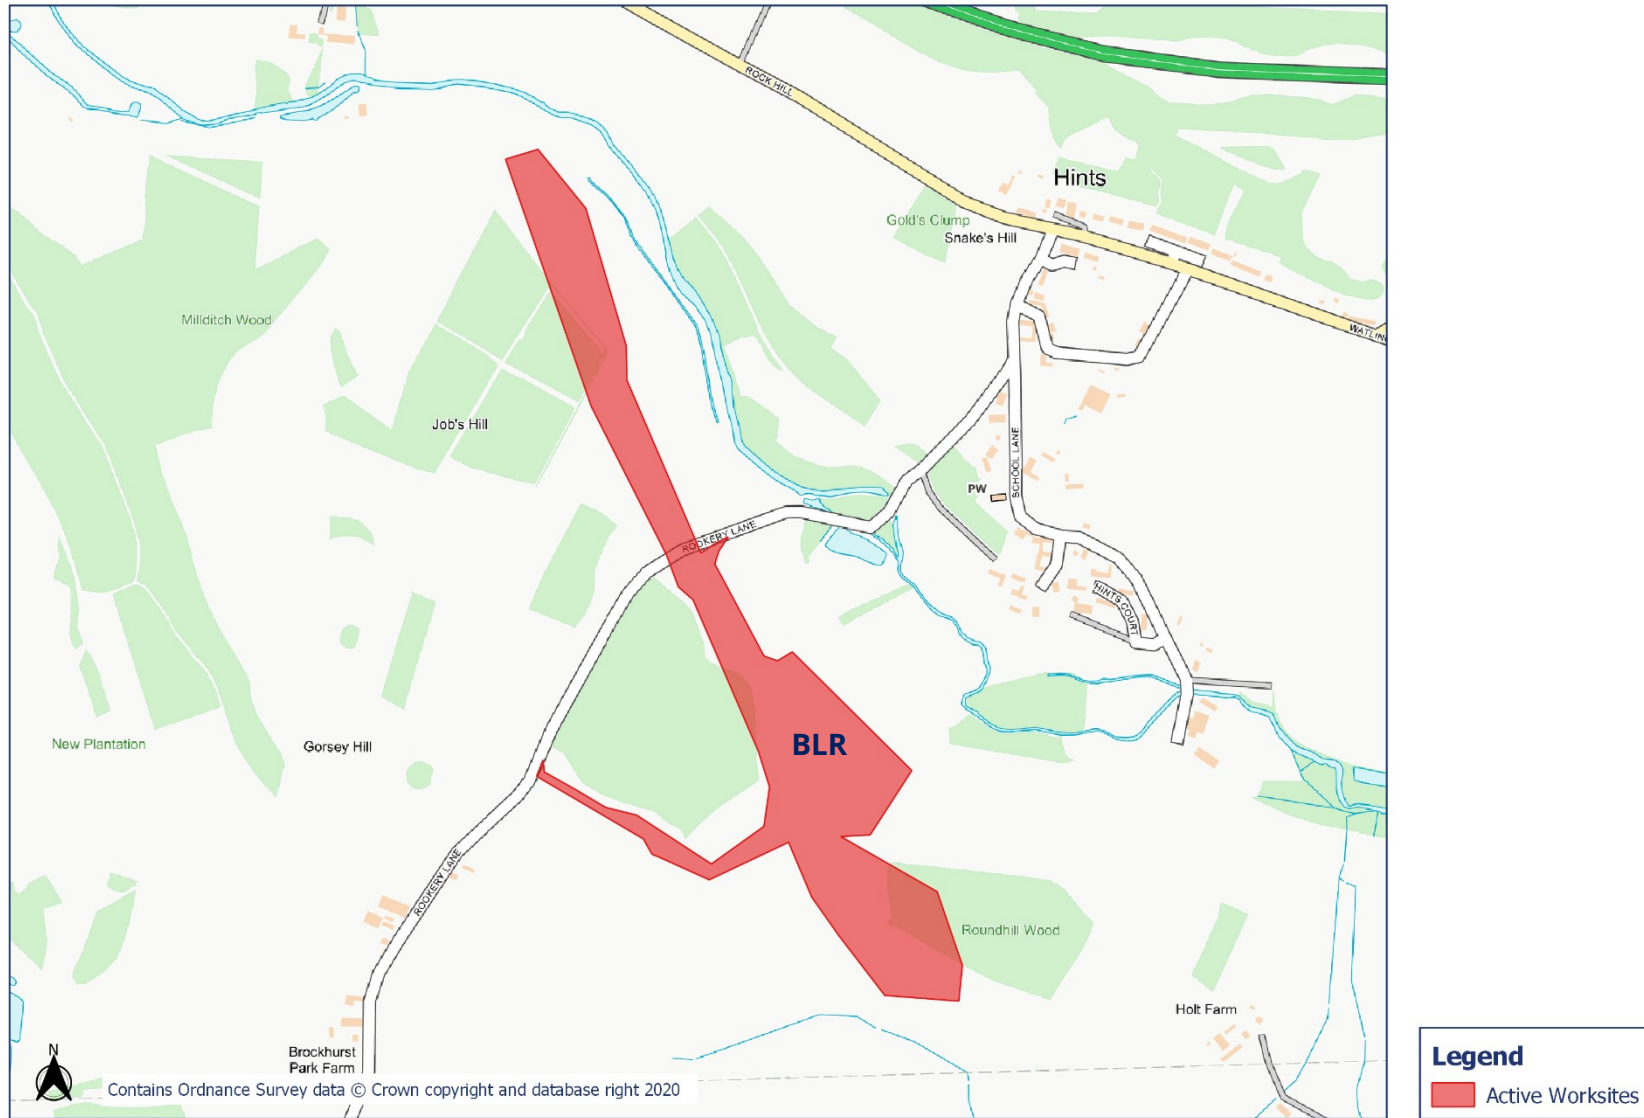 ROCK HILL
Hints
Gold's Clump
Snake's Hill
WATLIN
Millditch Wood
Job's Hill
SCHOOL LANE
PW
ROOKERY LANE
HINTS COURT
New Plantation
Gorsey Hill
BLR
ROOKERY LANE
Roundhill Wood
Holt Farm
N
Brockhurst
Park Farm
Contains Ordnance Survey data © Crown copyright and database right 2020
Legend
Active Worksites